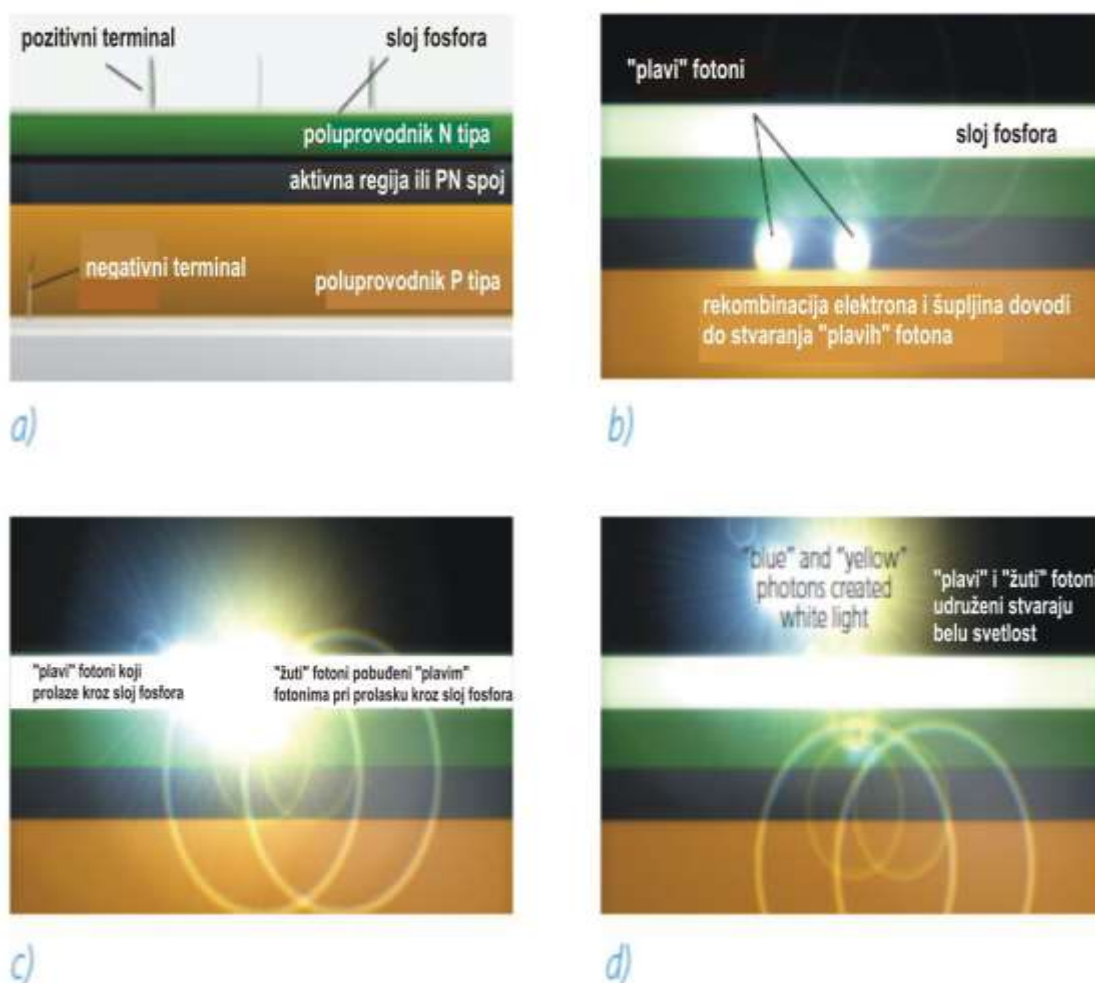 pozitivni terminal
sloj fosfora
poluprovodnik N tipa
aktivna regija ili PN spoj
negativni terminal
poluprovodnik P tipa
a)
"plavi" fotoni
sloj fosfora
rekombinacija elektrona i šupljina dovodi
do stvaranja "plavih" fotona
b)
"plavi" fotoni koji
prolaze kroz sloj fosfora
"žuti" fotoni pobuđeni "plavim"
fotonima pri prolasku kroz sloj fosfora
c)
"blue" and "yellow"
photons created
white light
"plavi" i "žuti" fotoni
udruženi stvaraju
belu svetlost
d)